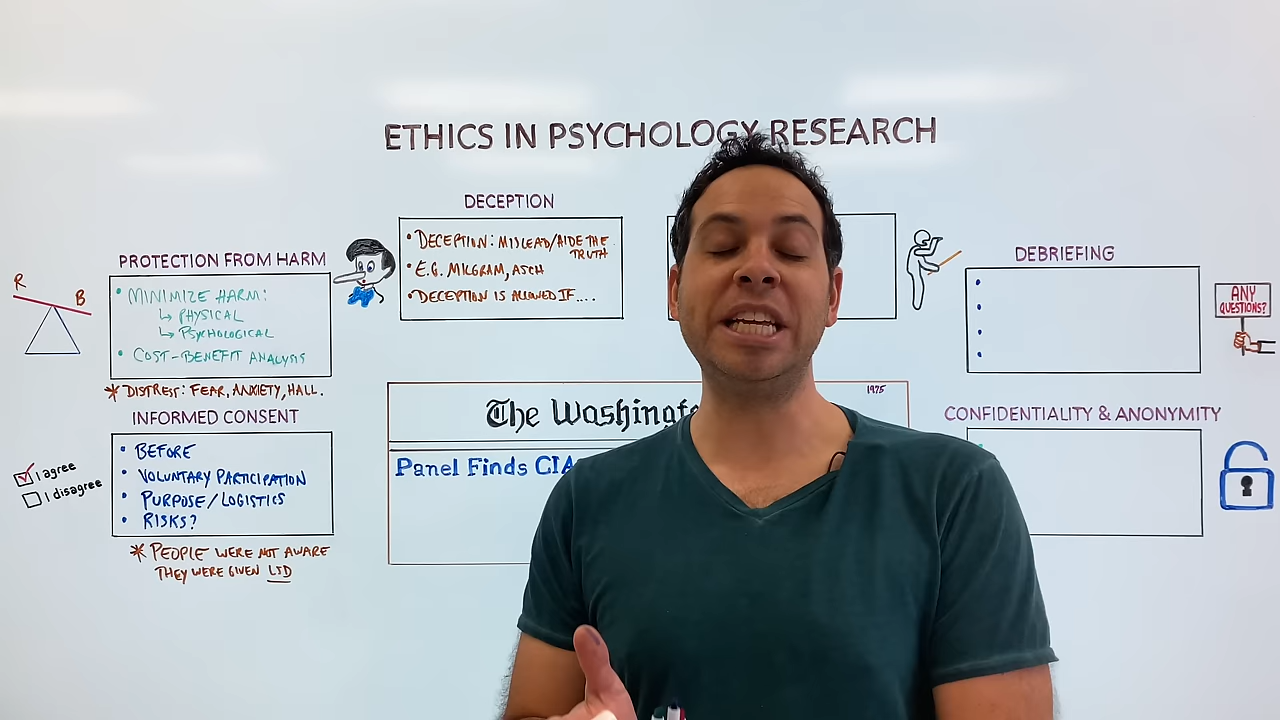 ETHICS IN PSYCHOLOGY RESEARCH
DECEPTION
• DECEPTION: MISLEAD/HIDE THE
TRUTH
• E.G. MILGRAM, ASCH
• DECEPTION IS ALLOWED IF....
PROTECTION FROM HARM
R
B
• MINIMIZE HARM:
↳ PHYSICAL
↳ PSYCHOLOGICAL
• COST-BENEFIT ANALYSIS
* DISTRESS: FEAR, ANXIETY, HALL.
INFORMED CONSENT
I agree
I disagree
• BEFORE
• VOLUNTARY PARTICIPATION
• PURPOSE/LOGISTICS
• RISKS?
* PEOPLE WERE NOT AWARE
THEY WERE GIVEN LSD
1975
The Washingt
Panel Finds CIA
DEBRIEFING
ANY
QUESTIONS?
CONFIDENTIALITY & ANONYMITY